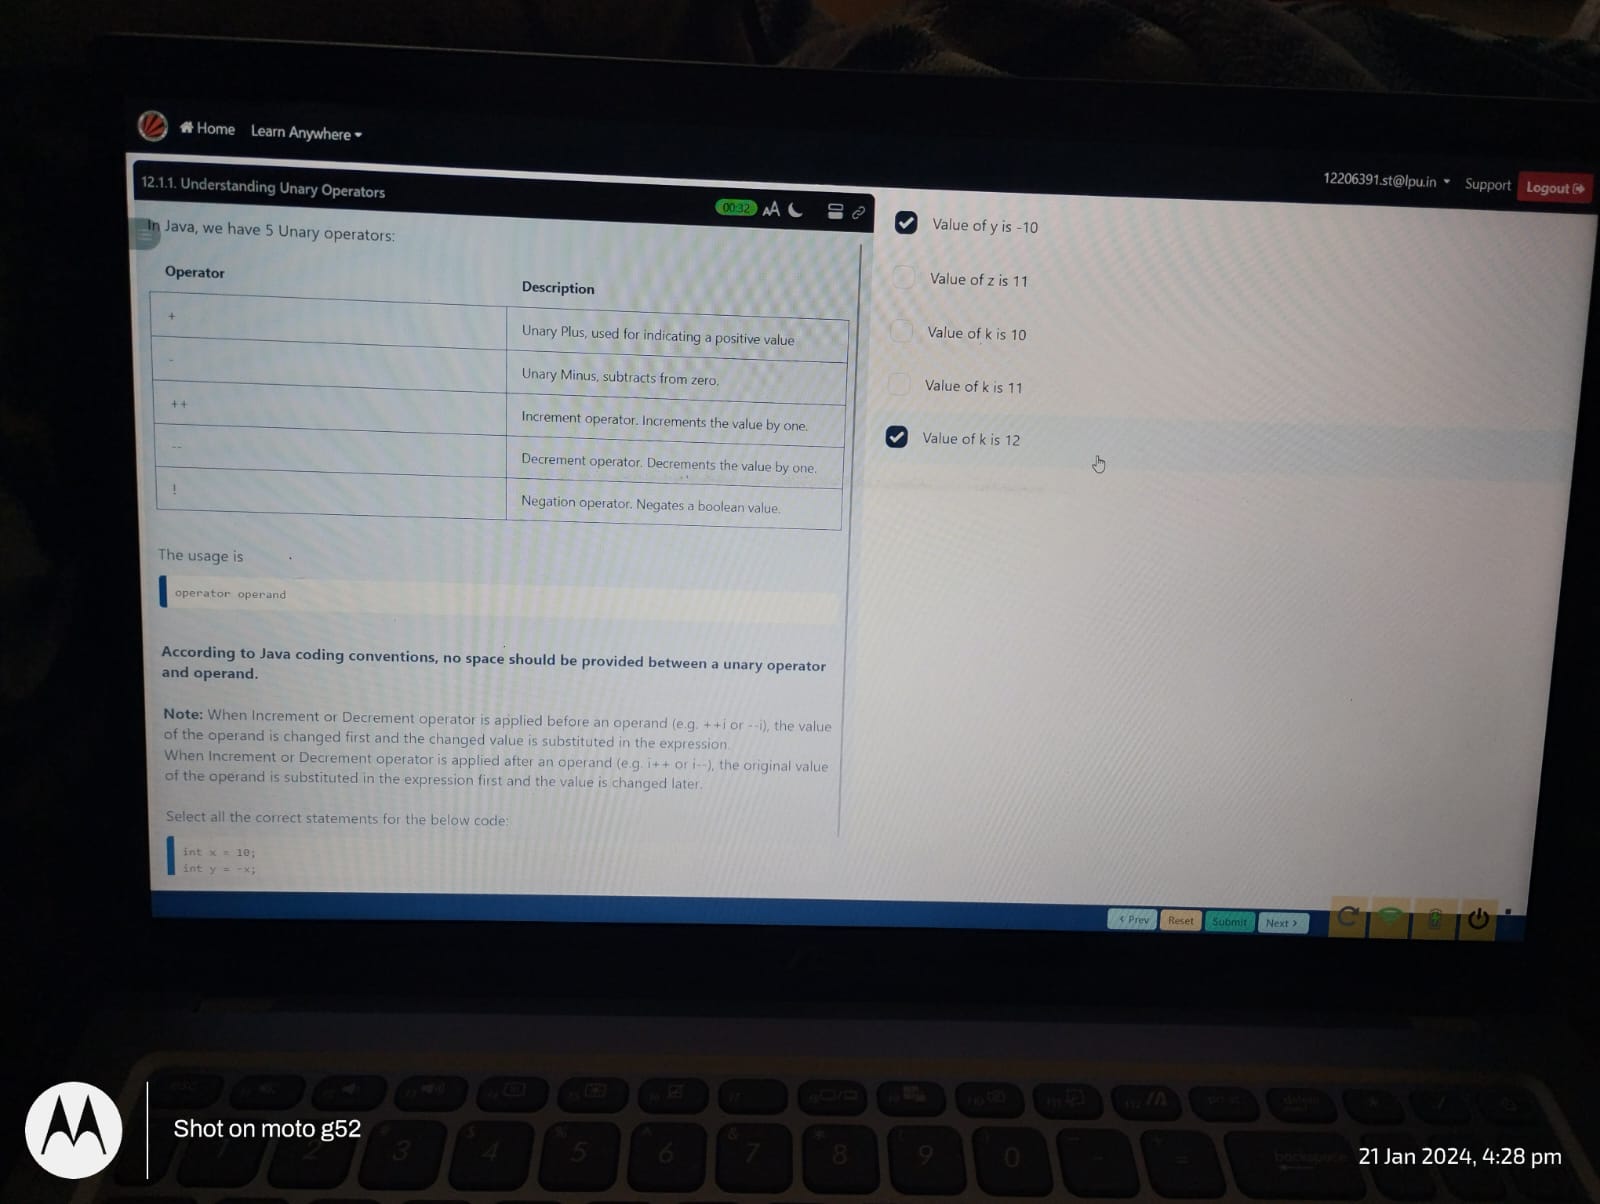 Home Learn Anywhere
12206391.st@lpu.in Support Logout
12.1.1. Understanding Unary Operators
00:32 AA
In Java, we have 5 Unary operators:
Operator Description
+ Unary Plus, used for indicating a positive value
- Unary Minus, subtracts from zero.
++ Increment operator. Increments the value by one.
-- Decrement operator. Decrements the value by one.
! Negation operator. Negates a boolean value.
The usage is
operator operand
According to Java coding conventions, no space should be provided between a unary operator
and operand.
Note: When Increment or Decrement operator is applied before an operand (e.g. ++i or --i), the value
of the operand is changed first and the changed value is substituted in the expression.
When Increment or Decrement operator is applied after an operand (e.g. i++ or i--), the original value
of the operand is substituted in the expression first and the value is changed later.
Select all the correct statements for the below code:
int x = 10;
int y = -x;
Value of y is -10
Value of z is 11
Value of k is 10
Value of k is 11
Value of k is 12
< Prev Reset Submit Next >
3 4 5 6 7 8 9 0
backspace
Shot on moto g52
21 Jan 2024, 4:28 pm